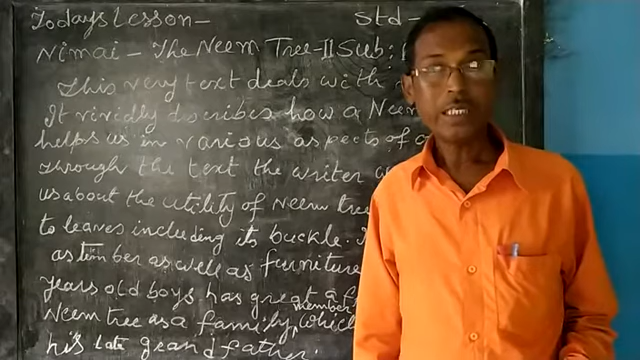 Todays Lesson- Std-
Nimai - The Neem Tree-II Sub:
This very text deals with
It vividly describes how a Neem
helps us in various aspects of
through the text the writer
us about the utility of Neem tree
to leaves including its buckle.
as timber as well as furniture
years old boys has great a
Neem tree as a family member which
his late grand father.